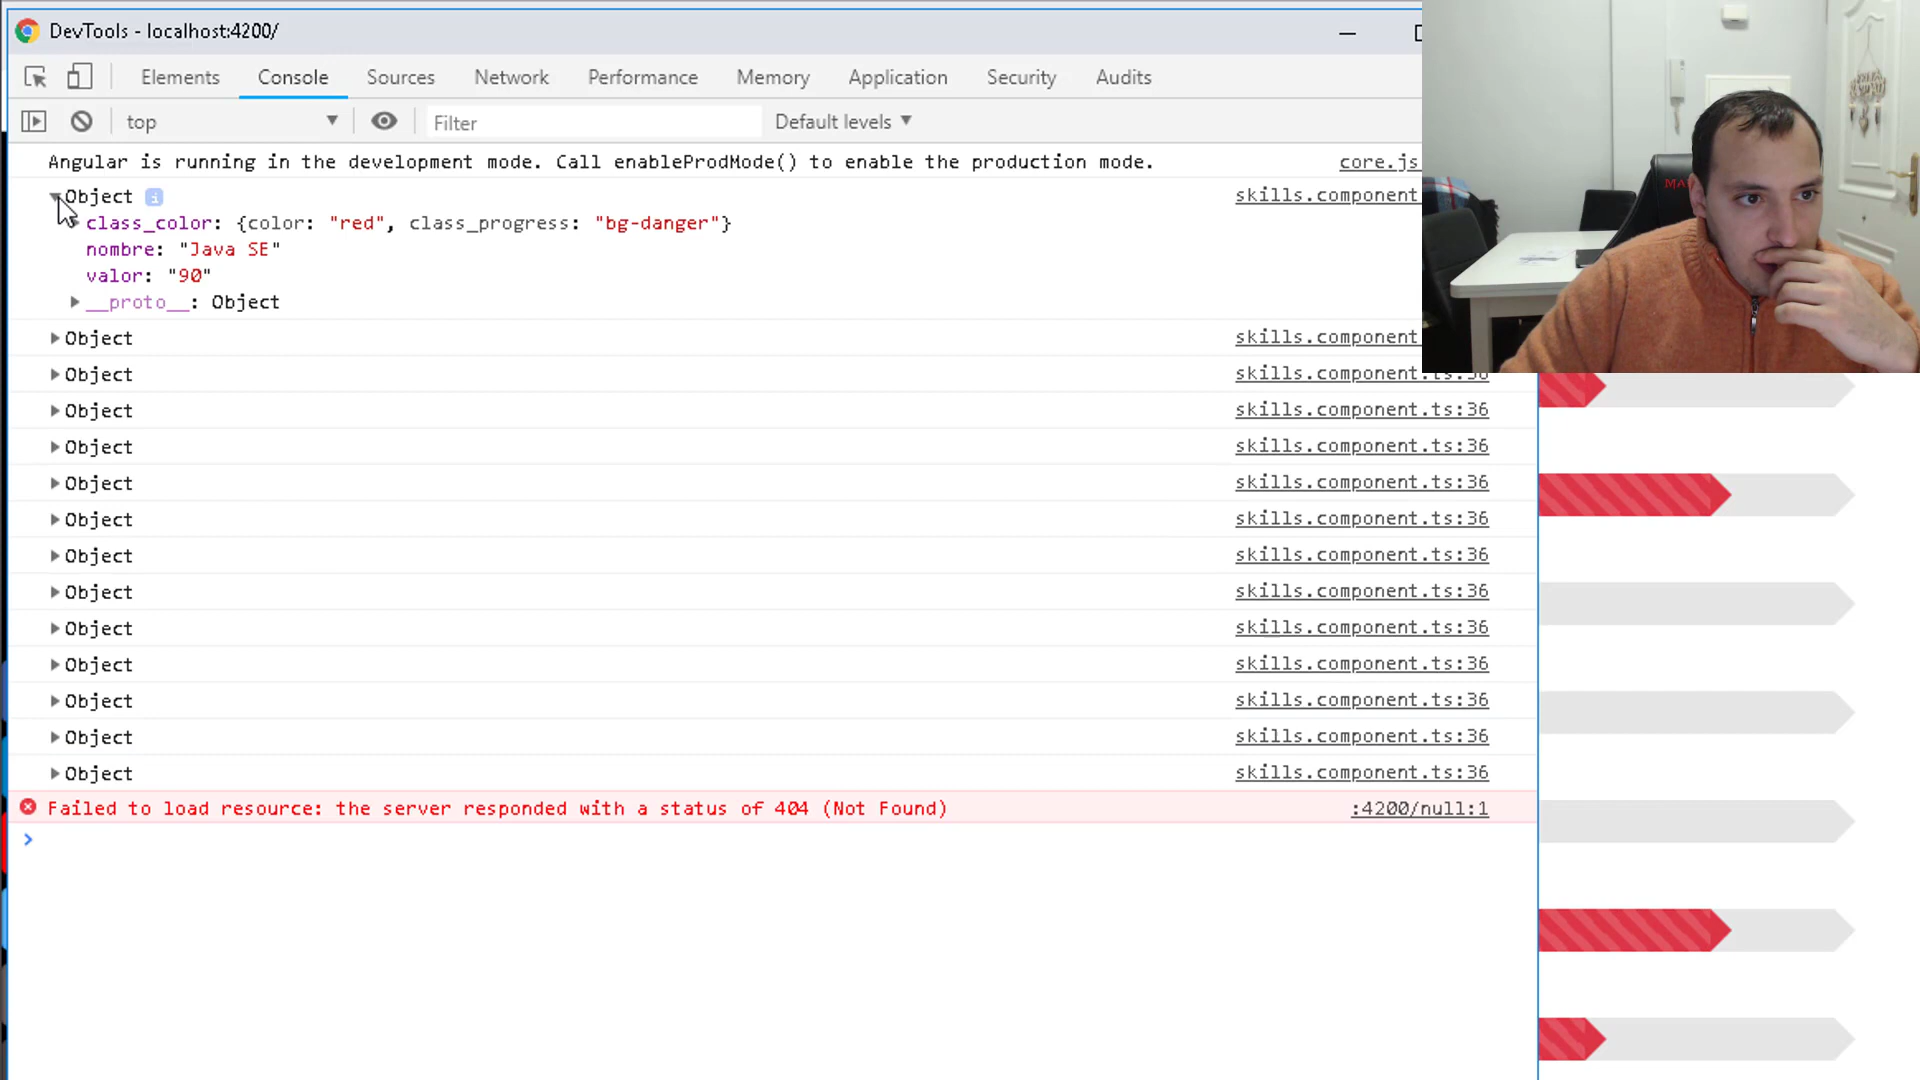 DevTools - localhost:4200/
Elements Console Sources Network Performance Memory Application Security Audits
top Filter Default levels
Angular is running in the development mode. Call enableProdMode() to enable the production mode. core.js
Object i skills.component
class_color: {color: "red", class_progress: "bg-danger"}
nombre: "Java SE"
valor: "90"
__proto__: Object
Object skills.component
Object skills.component.ts:36
Object skills.component.ts:36
Object skills.component.ts:36
Object skills.component.ts:36
Object skills.component.ts:36
Object skills.component.ts:36
Object skills.component.ts:36
Object skills.component.ts:36
Object skills.component.ts:36
Object skills.component.ts:36
Object skills.component.ts:36
Object skills.component.ts:36
Failed to load resource: the server responded with a status of 404 (Not Found) :4200/null:1